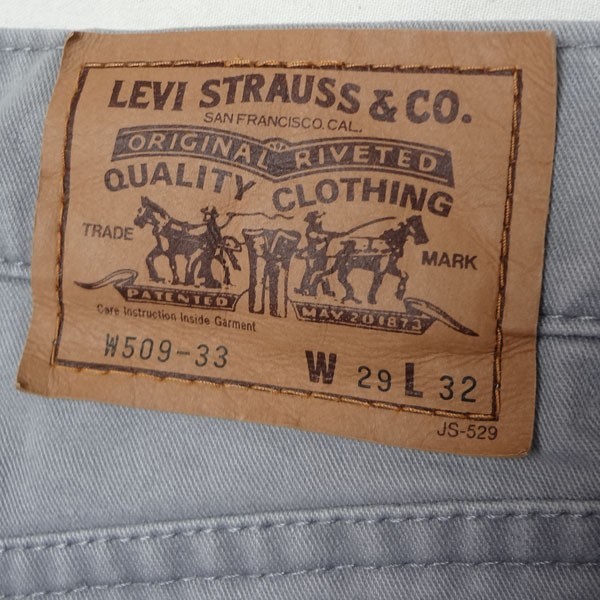 LEVI STRAUSS & CO.
SAN FRANCISCO. CAL.
ORIGINAL RIVETED
QUALITY CLOTHING
TRADE MARK
PATENTED MAY 20 1873
Care Instruction Inside Garment
W509-33 W 29 L 32
JS-529